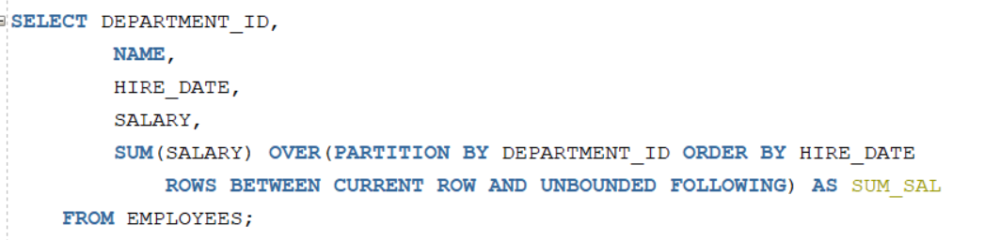 SELECT DEPARTMENT_ID,
NAME,
HIRE_DATE,
SALARY,
SUM(SALARY) OVER(PARTITION BY DEPARTMENT_ID ORDER BY HIRE_DATE
ROWS BETWEEN CURRENT ROW AND UNBOUNDED FOLLOWING) AS SUM_SAL
FROM EMPLOYEES;